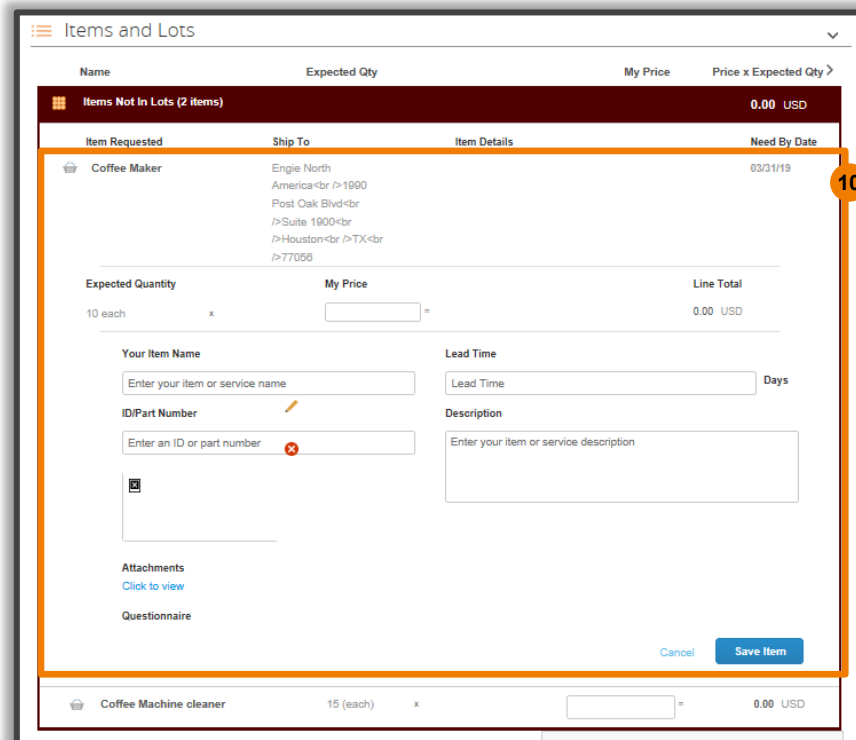 Items and Lots
Name Expected Qty My Price Price x Expected Qty
Items Not In Lots (2 items) 0.00 USD
Item Requested Ship To Item Details Need By Date
Coffee Maker Engie North 03/31/19
America<br />1990
10
Post Oak Blvd<br
/>Suite 1900<br
/>Houston<br />TX<br
/>77056
Expected Quantity My Price Line Total
10 each x = 0.00 USD
Your Item Name Lead Time
Enter your item or service name Lead Time Days
ID/Part Number Description
Enter an ID or part number Enter your item or service description
Attachments
Click to view
Questionnaire
Cancel Save Item
Coffee Machine cleaner 15 (each) x = 0.00 USD